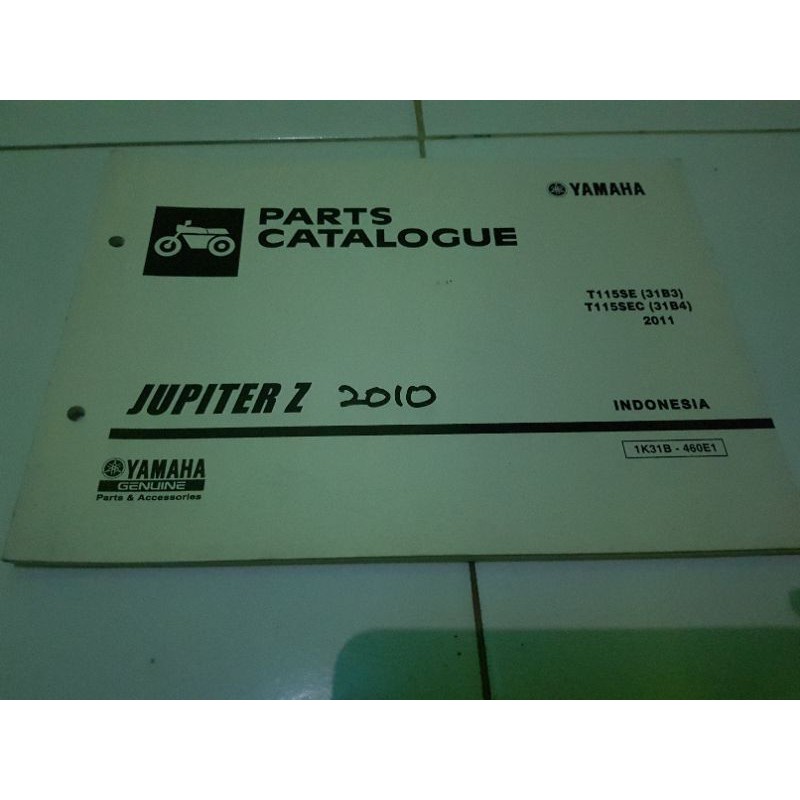 YAMAHA
PARTS
CATALOGUE
T115SE (31B3)
T115SEC (31B4)
2011
JUPITER Z 2010
INDONESIA
1K31B - 460E1
YAMAHA
GENUINE
Parts & Accessories